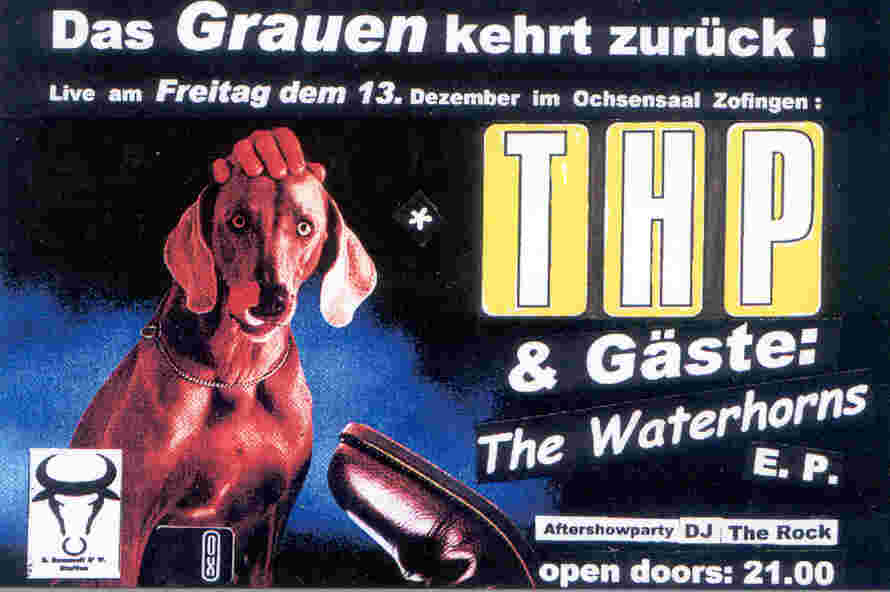 Das Grauen kehrt zurück !
Live am Freitag dem 13. Dezember im Ochsensaal Zofingen :
*
THP
& Gäste:
The Waterhorns
E. P.
Aftershowparty DJ The Rock
open doors: 21.00